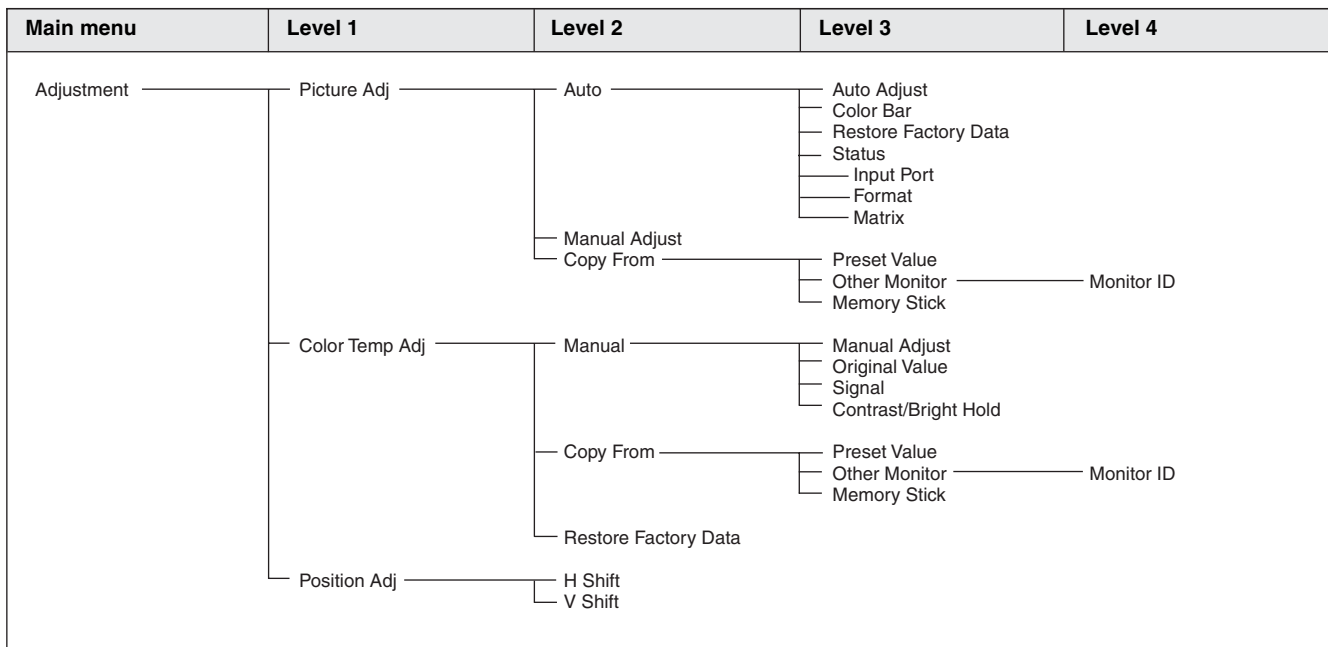 Main menu Level 1 Level 2 Level 3 Level 4
Adjustment Picture Adj Auto Auto Adjust
Color Bar
Restore Factory Data
Status
Input Port
Format
Matrix
Manual Adjust
Copy From Preset Value
Other Monitor Monitor ID
Memory Stick
Color Temp Adj Manual Manual Adjust
Original Value
Signal
Contrast/Bright Hold
Copy From Preset Value
Other Monitor Monitor ID
Memory Stick
Restore Factory Data
Position Adj H Shift
V Shift